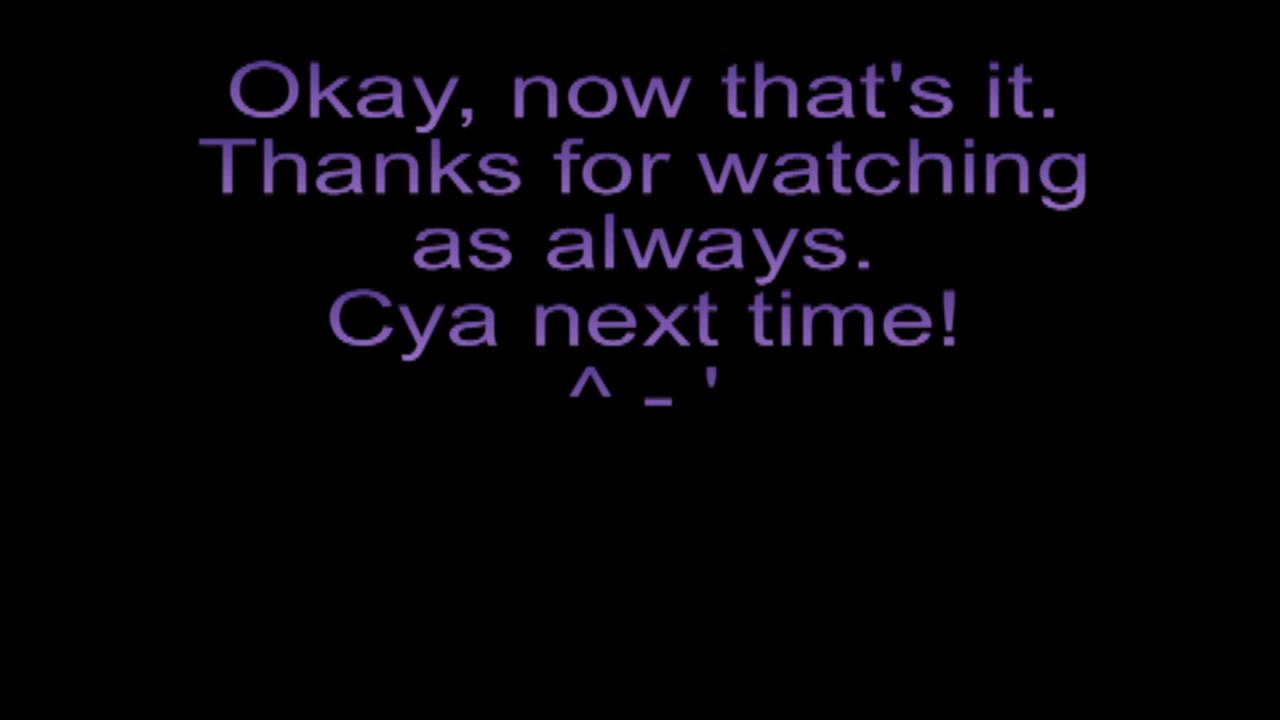 Okay, now that's it.
Thanks for watching
as always.
Cya next time!
^ - '